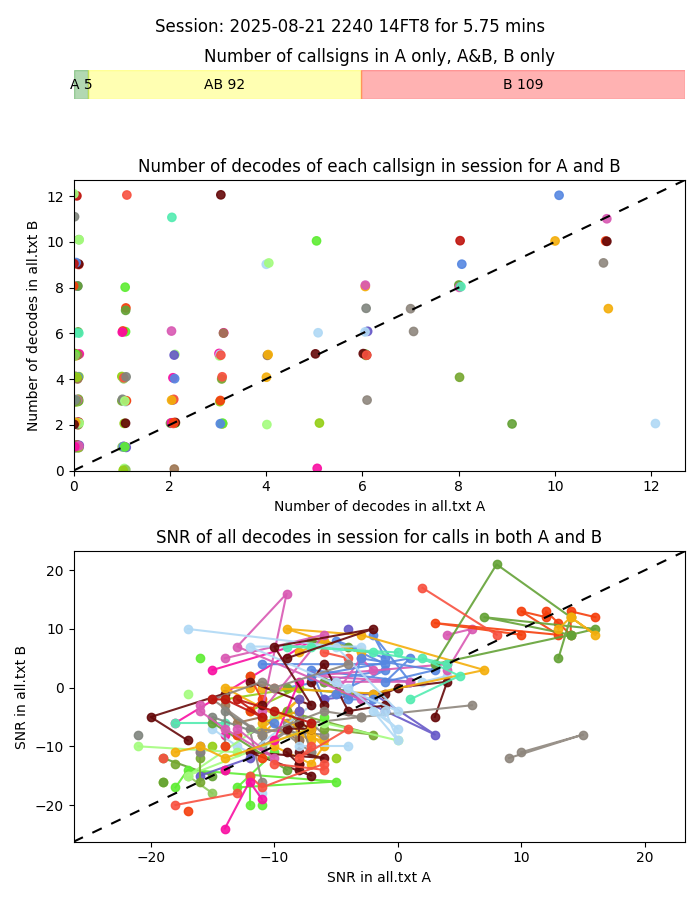 Session: 2025-08-21 2240 14FT8 for 5.75 mins
Number of callsigns in A only, A&B, B only
A 5 AB 92 B 109
Number of decodes of each callsign in session for A and B
12
10
8
6
4
2
0
Number of decodes in all.txt B
0 2 4 6 8 10 12
Number of decodes in all.txt A
SNR of all decodes in session for calls in both A and B
20
10
0
−10
−20
SNR in all.txt B
−20 −10 0 10 20
SNR in all.txt A